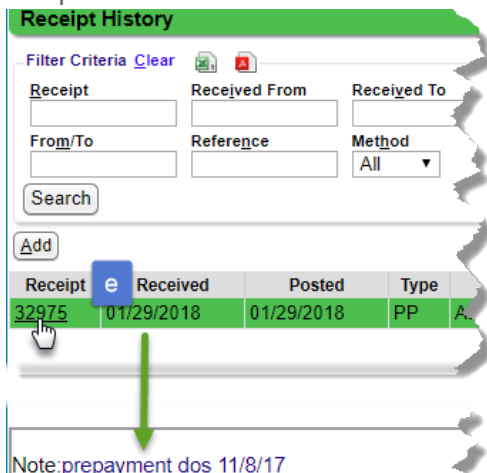 Receipt History
Filter Criteria Clear
Receipt Received From Received To
From/To Reference Method
All
Search
Add
Receipt e Received Posted Type
32975 01/29/2018 01/29/2018 PP
Note:prepayment dos 11/8/17